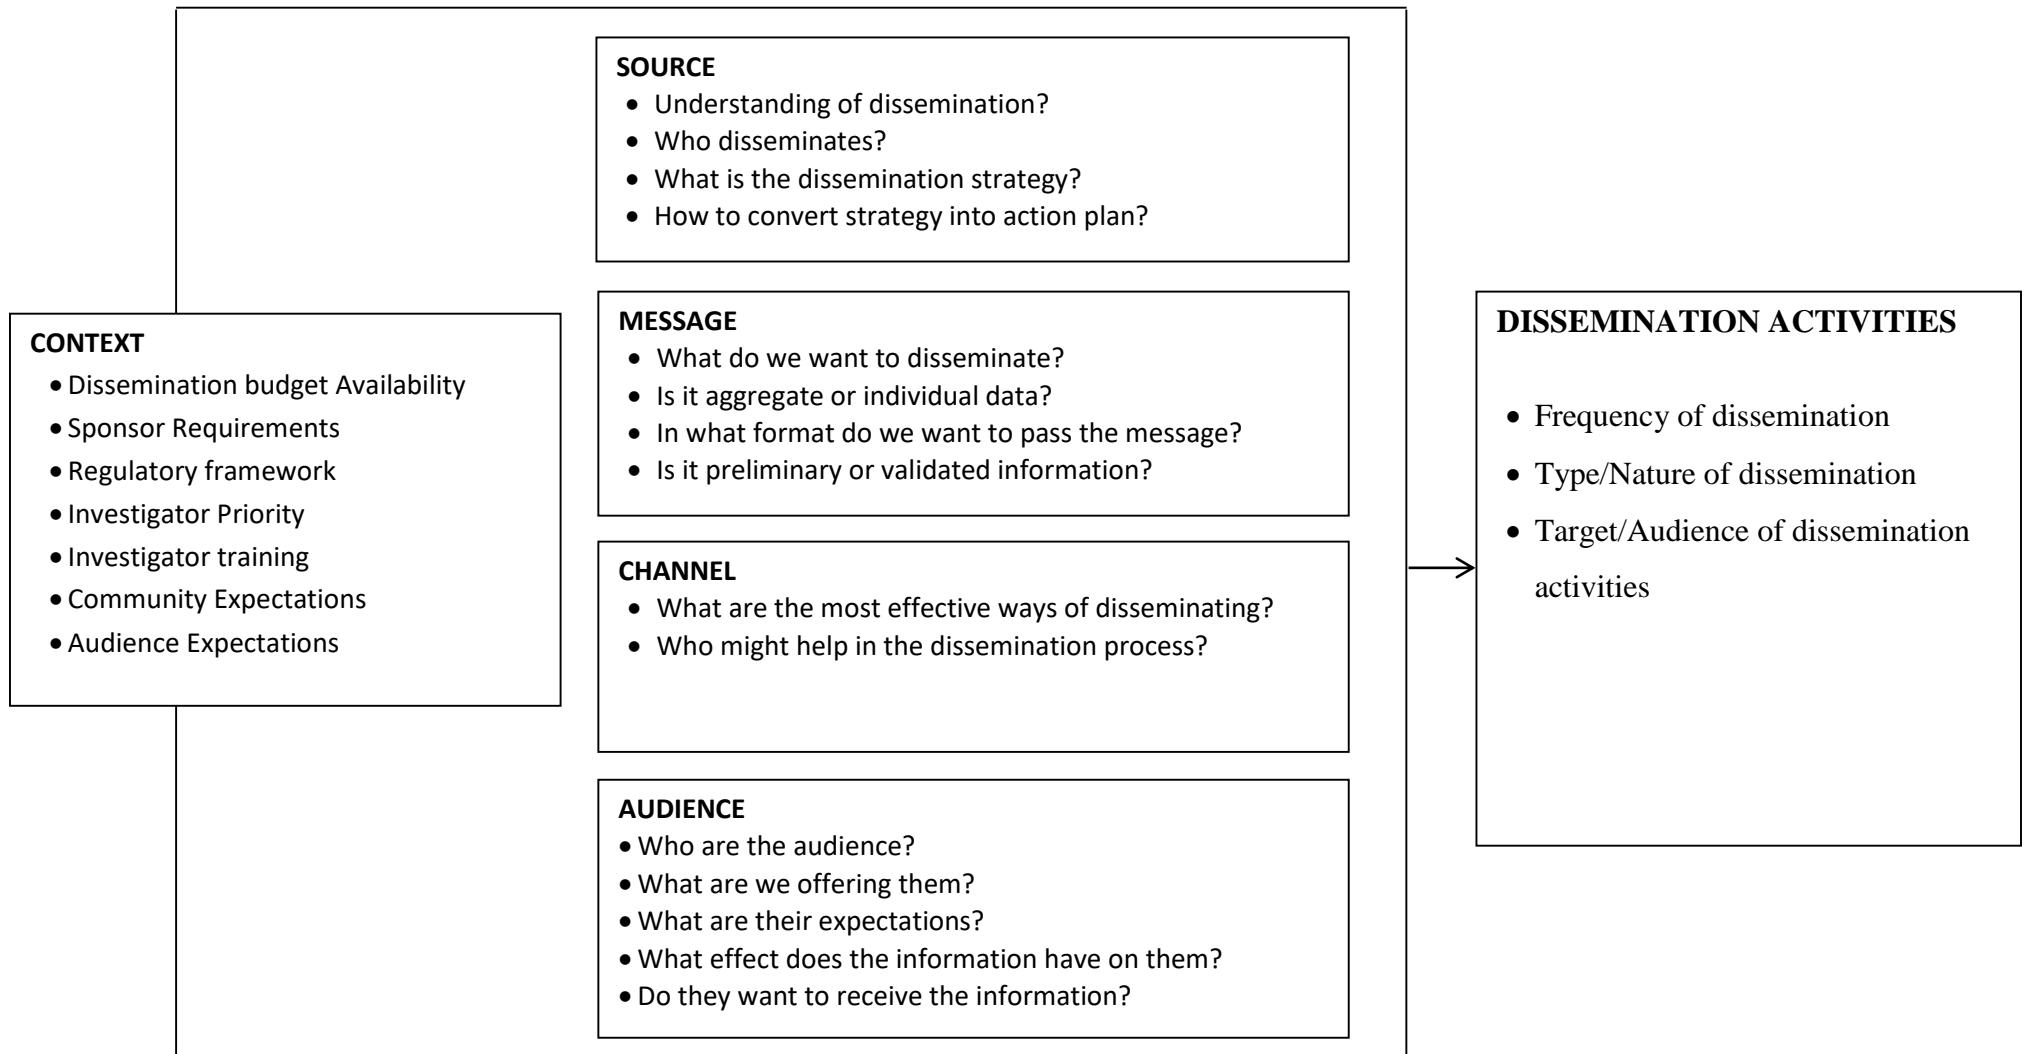 SOURCE
• Understanding of dissemination?
• Who disseminates?
• What is the dissemination strategy?
• How to convert strategy into action plan?
CONTEXT
• Dissemination budget Availability
• Sponsor Requirements
• Regulatory framework
• Investigator Priority
• Investigator training
• Community Expectations
• Audience Expectations
MESSAGE
• What do we want to disseminate?
• Is it aggregate or individual data?
• In what format do we want to pass the message?
• Is it preliminary or validated information?
CHANNEL
• What are the most effective ways of disseminating?
• Who might help in the dissemination process?
AUDIENCE
• Who are the audience?
• What are we offering them?
• What are their expectations?
• What effect does the information have on them?
• Do they want to receive the information?
DISSEMINATION ACTIVITIES
• Frequency of dissemination
• Type/Nature of dissemination
• Target/Audience of dissemination
activities